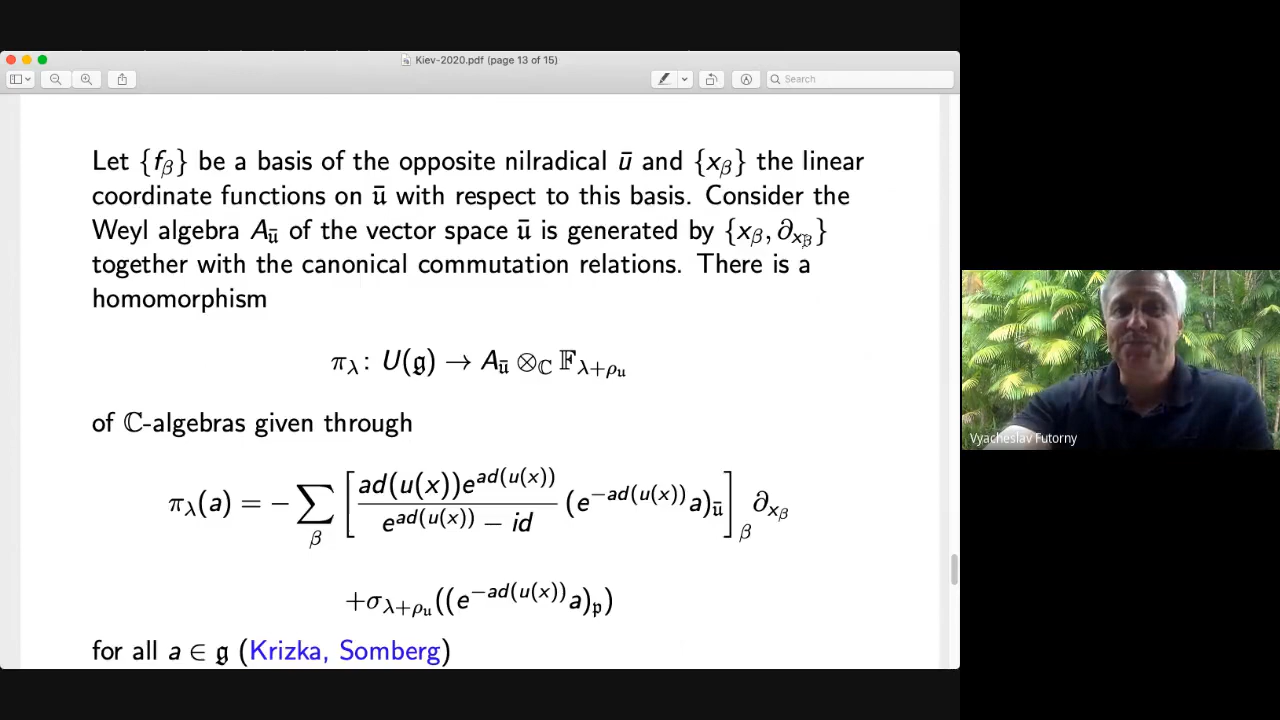 Kiev-2020.pdf (page 13 of 15)
Search
Let {f_β} be a basis of the opposite nilradical ū and {x_β} the linear
coordinate functions on ū with respect to this basis. Consider the
Weyl algebra A_ū of the vector space ū is generated by {x_β, ∂_{x_β}}
together with the canonical commutation relations. There is a
homomorphism
π_λ : U(𝔤) → A_ū ⊗_ℂ 𝔽_{λ+ρ_𝔲}
of ℂ-algebras given through
π_λ(a) = − ∑_β [ (ad(u(x))e^{ad(u(x))}) / (e^{ad(u(x))} − id) (e^{−ad(u(x))}a)_ū ]_β ∂_{x_β}
+σ_{λ+ρ_𝔲}((e^{−ad(u(x))}a)_𝔭)
for all a ∈ 𝔤 (Krizka, Somberg)
Vyacheslav Futorny